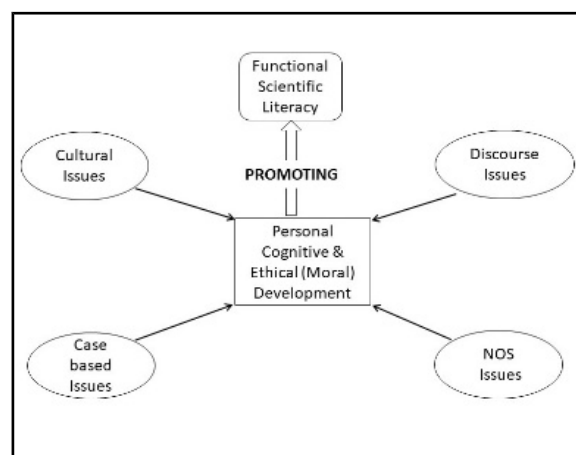 Functional
Scientific
Literacy
Cultural
Issues
Discourse
Issues
PROMOTING
Personal
Cognitive &
Ethical (Moral)
Development
Case
based
Issues
NOS
Issues